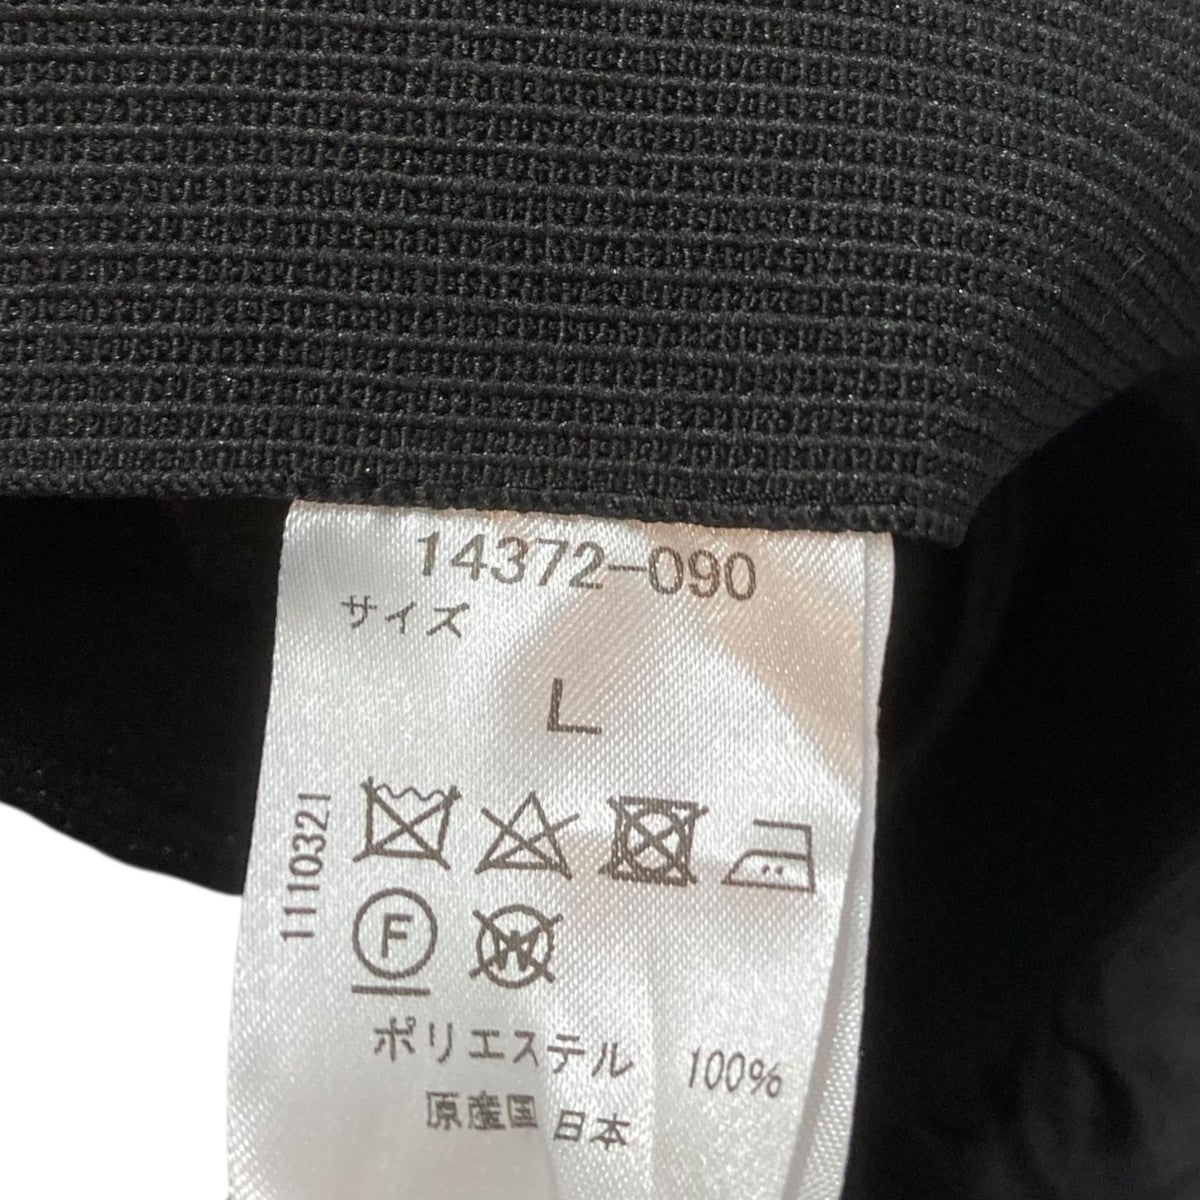 14372-090
サイズ
L
1110321
F
W
ポリエステル 100%
原産国 日本